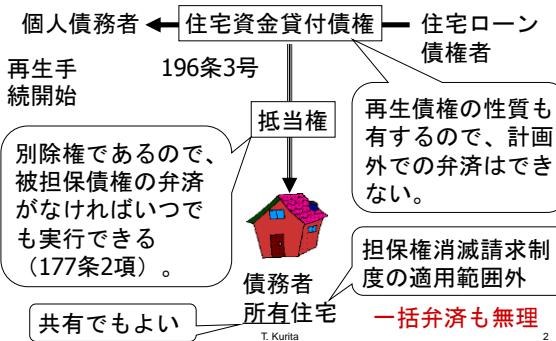 個人債務者
住宅資金貸付債権
住宅ローン
債権者
再生手
続開始
196条3号
抵当権
再生債権の性質も
有するので、計画
外での弁済はでき
ない。
別除権であるので、
被担保債権の弁済
がなければいつで
も実行できる
（177条2項）。
債務者
所有住宅
担保権消滅請求制
度の適用範囲外
共有でもよい
一括弁済も無理
T. Kurita
2